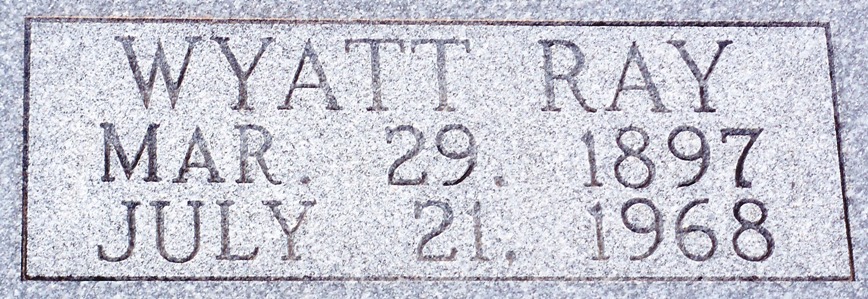 WYATT RAY
MAR. 29. 1897
JULY 21. 1968